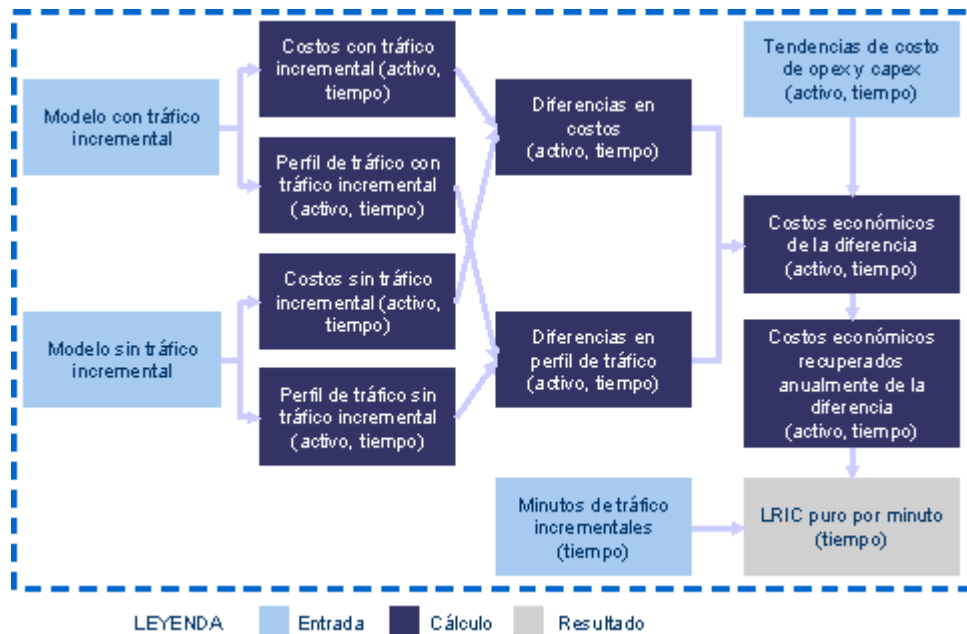 Modelo con tráfico
incremental
Costos con tráfico
incremental (activo,
tiempo)
Perfil de tráfico con
tráfico incremental
(activo, tiempo)
Modelo sin tráfico
incremental
Costos sin tráfico
incremental (activo,
tiempo)
Perfil de tráfico sin
tráfico incremental
(activo, tiempo)
Diferencias en
costos
(activo, tiempo)
Diferencias en
perfil de tráfico
(activo, tiempo)
Tendencias de costo
de opex y capex
(activo, tiempo)
Costos económicos
de la diferencia
(activo, tiempo)
Costos económicos
recuperados
anualmente de la
diferencia
(activo, tiempo)
Minutos de tráfico
incrementales
(tiempo)
LRIC puro por minuto
(tiempo)
LEYENDA
Entrada
Cálculo
Resultado